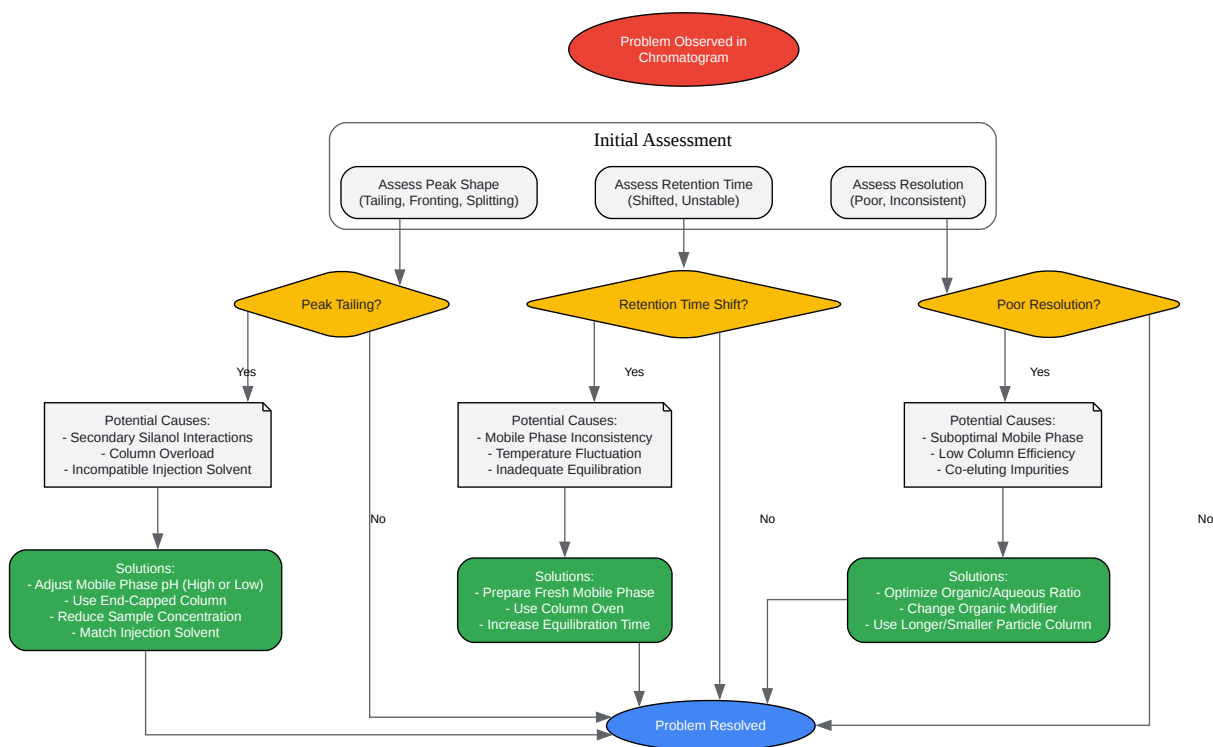 Problem Observed in
Chromatogram
Initial Assessment
Assess Peak Shape
(Tailing, Fronting, Splitting)
Assess Retention Time
(Shifted, Unstable)
Assess Resolution
(Poor, Inconsistent)
Peak Tailing?
Retention Time Shift?
Poor Resolution?
Yes
Yes
Yes
Potential Causes:
- Secondary Silanol Interactions
- Column Overload
- Incompatible Injection Solvent
Potential Causes:
- Mobile Phase Inconsistency
- Temperature Fluctuation
- Inadequate Equilibration
Potential Causes:
- Suboptimal Mobile Phase
- Low Column Efficiency
- Co-eluting Impurities
No
No
No
Solutions:
- Adjust Mobile Phase pH (High or Low)
- Use End-Capped Column
- Reduce Sample Concentration
- Match Injection Solvent
Solutions:
- Prepare Fresh Mobile Phase
- Use Column Oven
- Increase Equilibration Time
Solutions:
- Optimize Organic/Aqueous Ratio
- Change Organic Modifier
- Use Longer/Smaller Particle Column
Problem Resolved